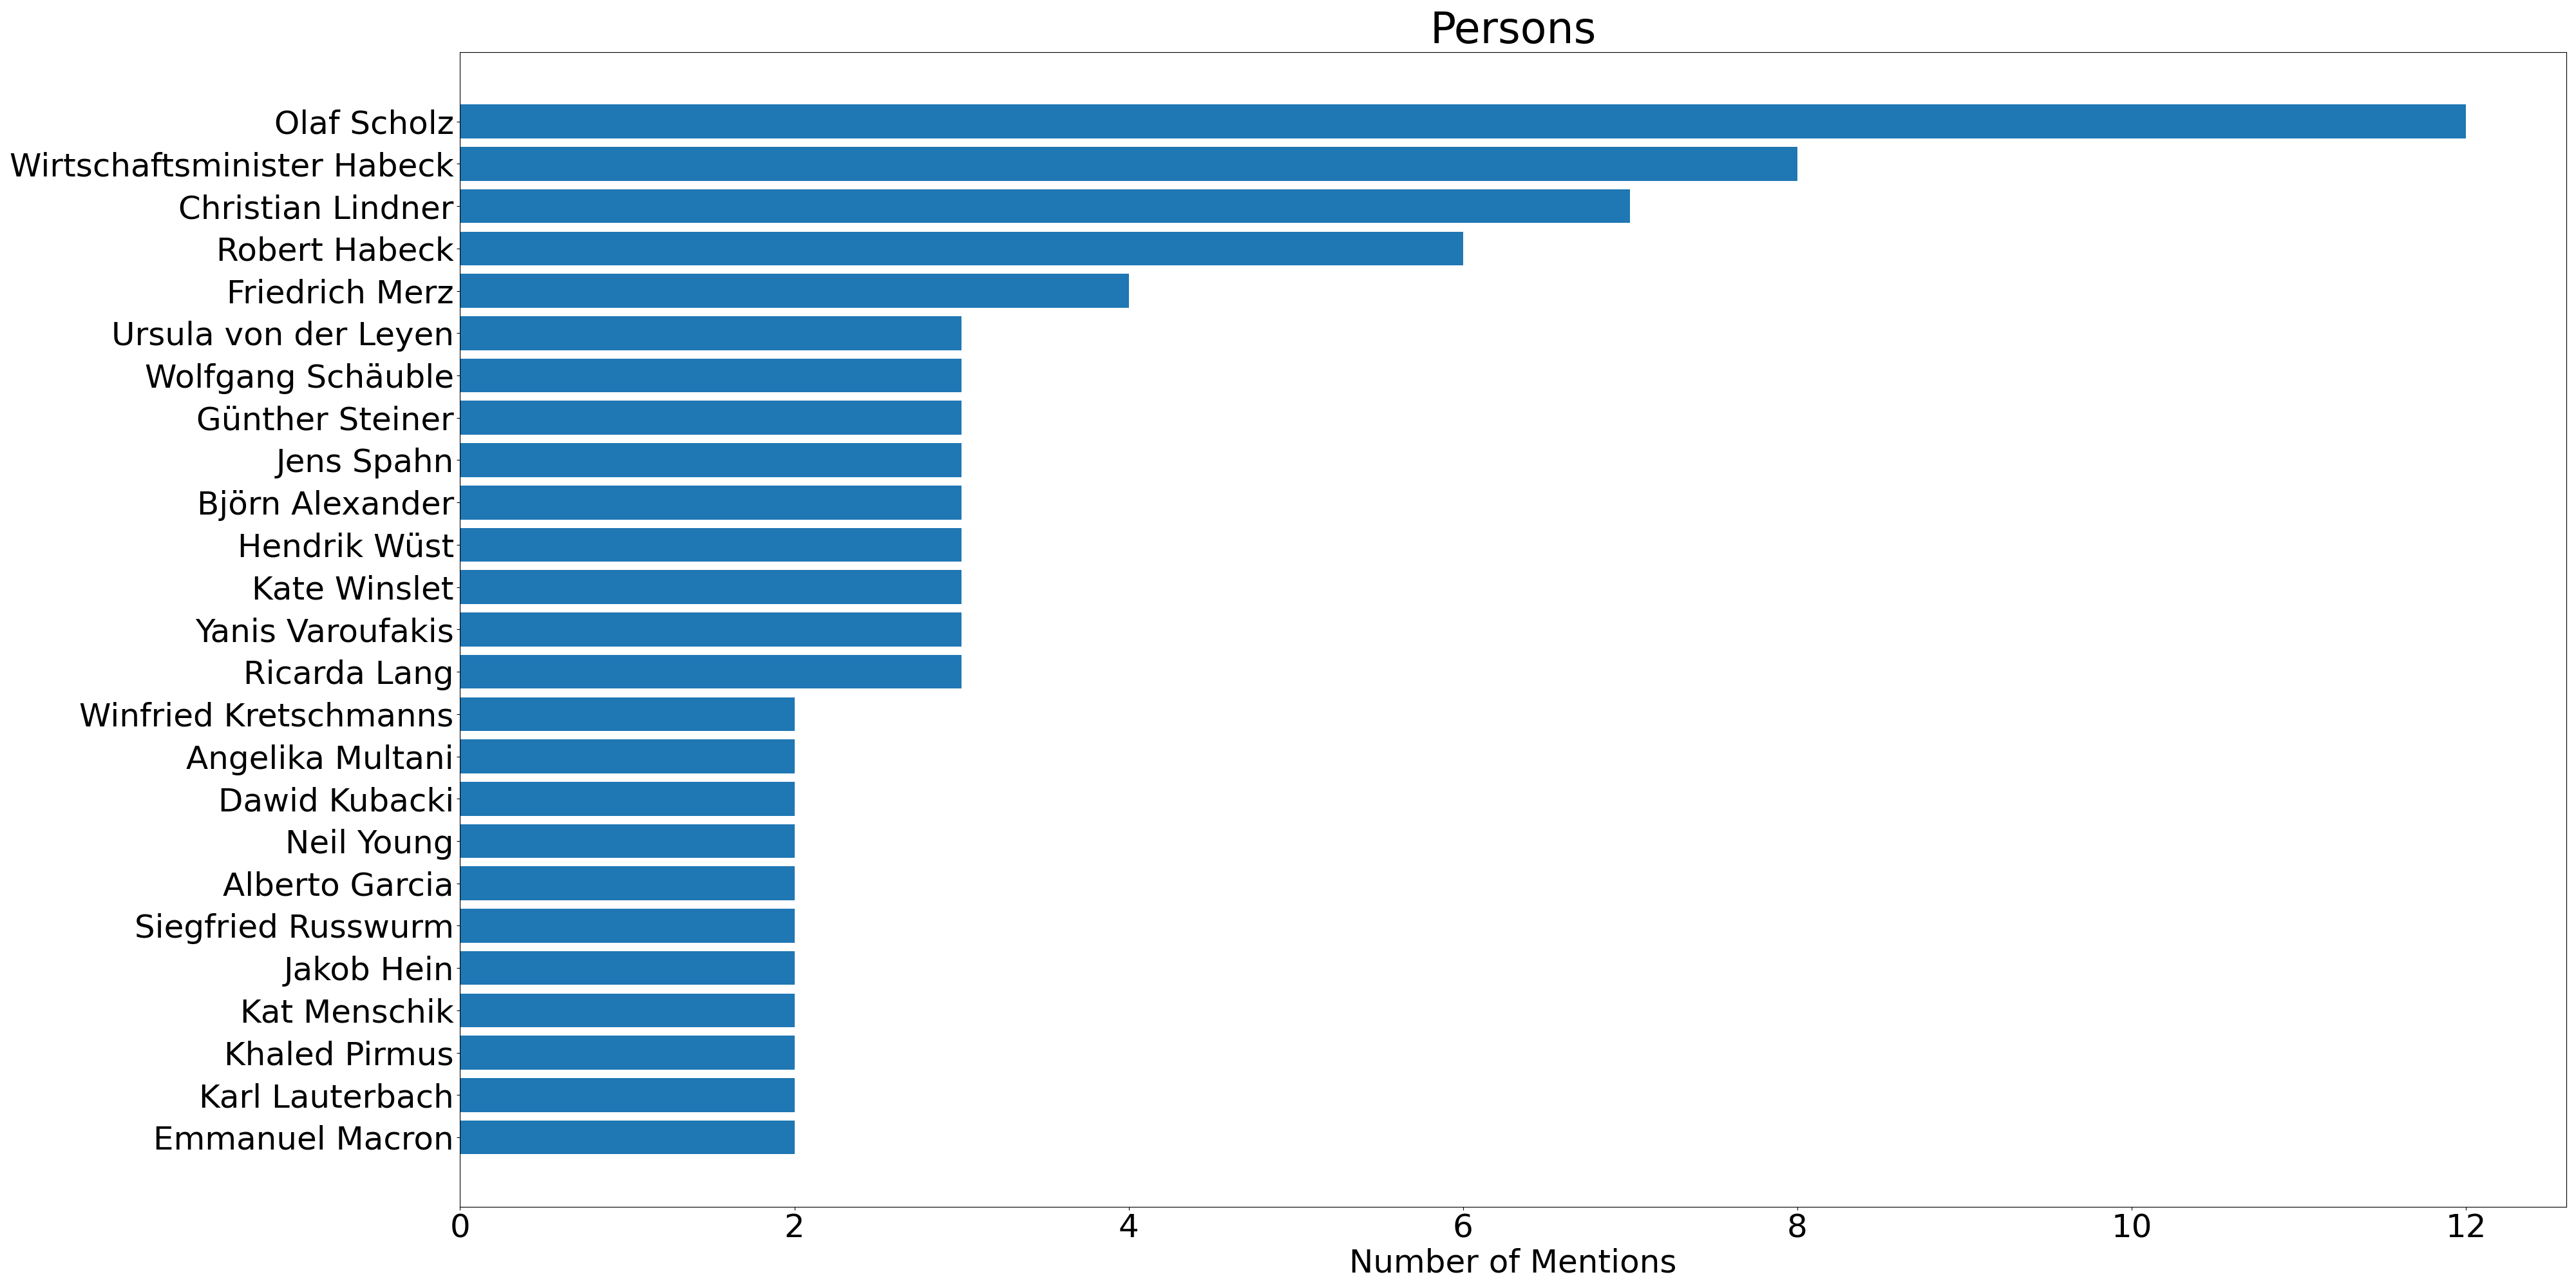 Persons
Olaf Scholz
Wirtschaftsminister Habeck
Christian Lindner
Robert Habeck
Friedrich Merz
Ursula von der Leyen
Wolfgang Schäuble
Günther Steiner
Jens Spahn
Björn Alexander
Hendrik Wüst
Kate Winslet
Yanis Varoufakis
Ricarda Lang
Winfried Kretschmanns
Angelika Multani
Dawid Kubacki
Neil Young
Alberto Garcia
Siegfried Russwurm
Jakob Hein
Kat Menschik
Khaled Pirmus
Karl Lauterbach
Emmanuel Macron
0 2 4 6 8 10 12
Number of Mentions